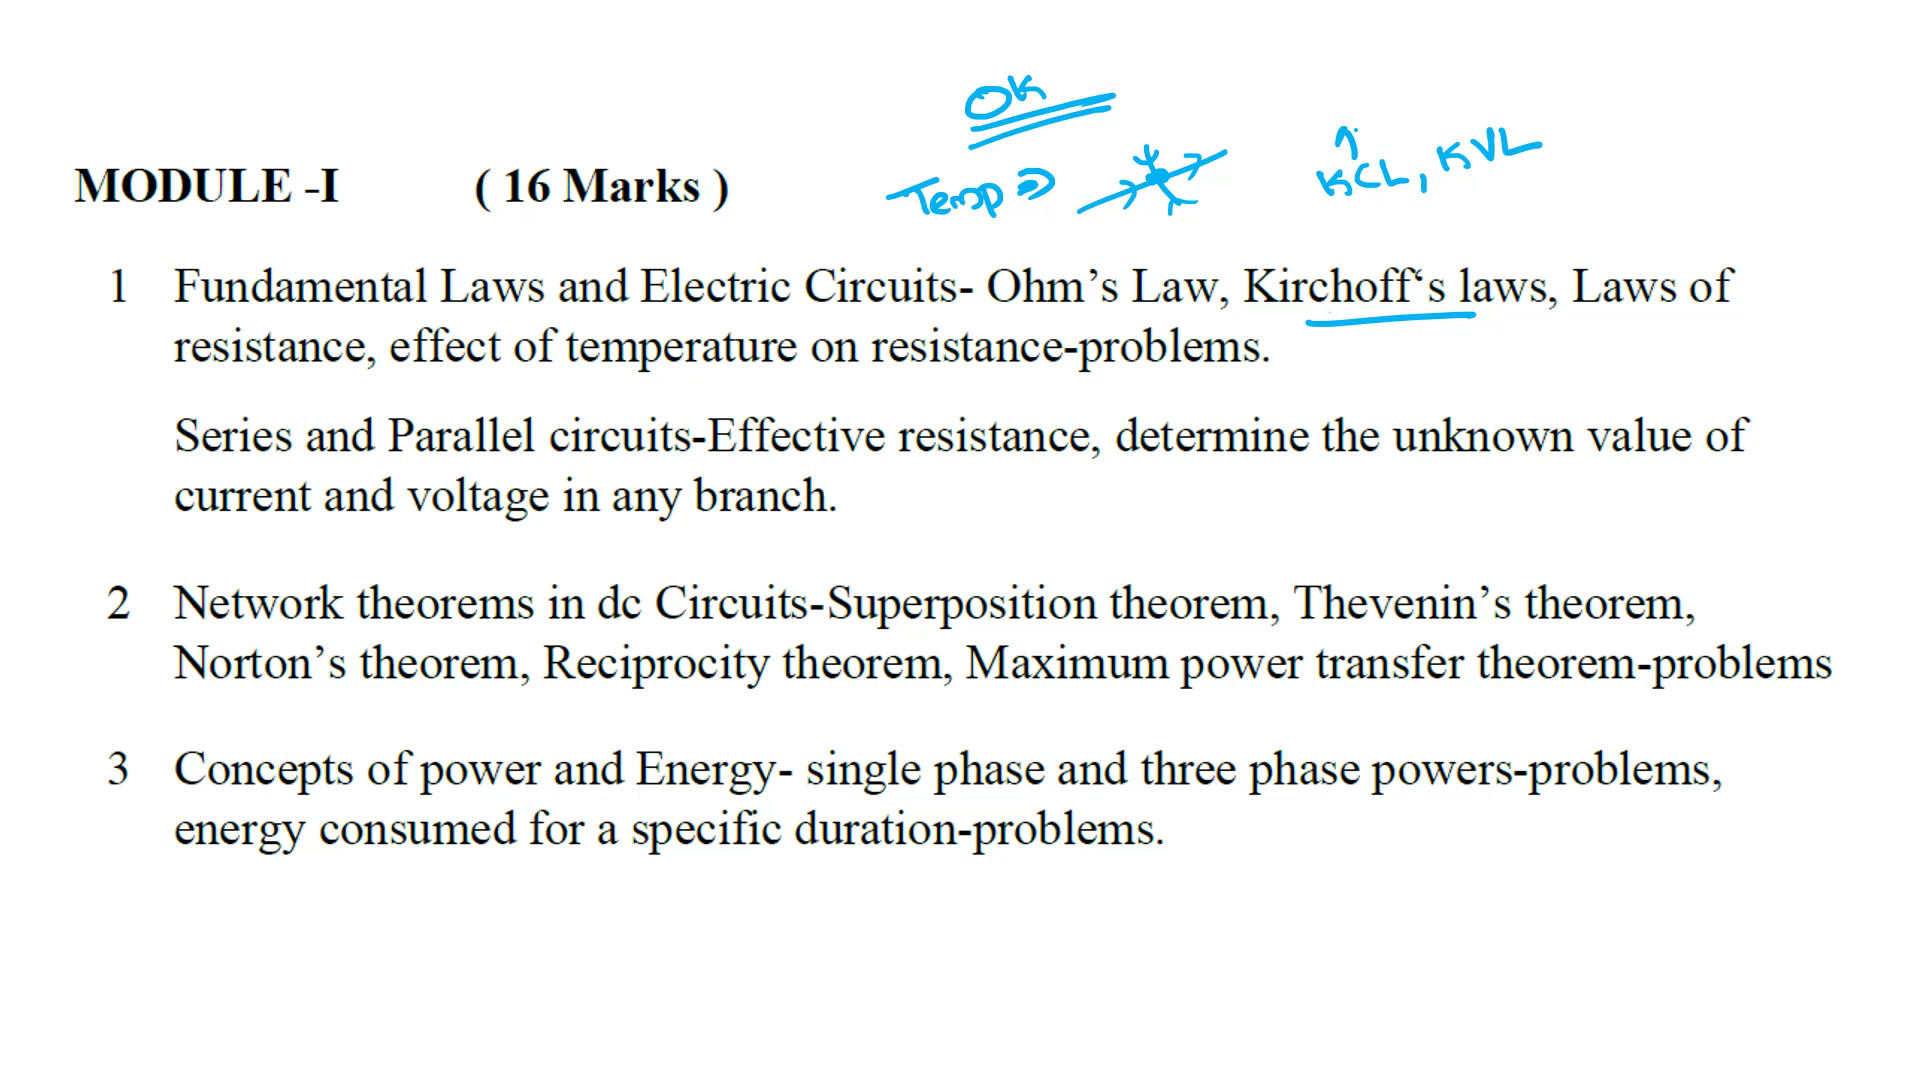 OK
Temp
KCL, KVL
MODULE -I ( 16 Marks )
1 Fundamental Laws and Electric Circuits- Ohm’s Law, Kirchoff‘s laws, Laws of
resistance, effect of temperature on resistance-problems.
Series and Parallel circuits-Effective resistance, determine the unknown value of
current and voltage in any branch.
2 Network theorems in dc Circuits-Superposition theorem, Thevenin’s theorem,
Norton’s theorem, Reciprocity theorem, Maximum power transfer theorem-problems
3 Concepts of power and Energy- single phase and three phase powers-problems,
energy consumed for a specific duration-problems.